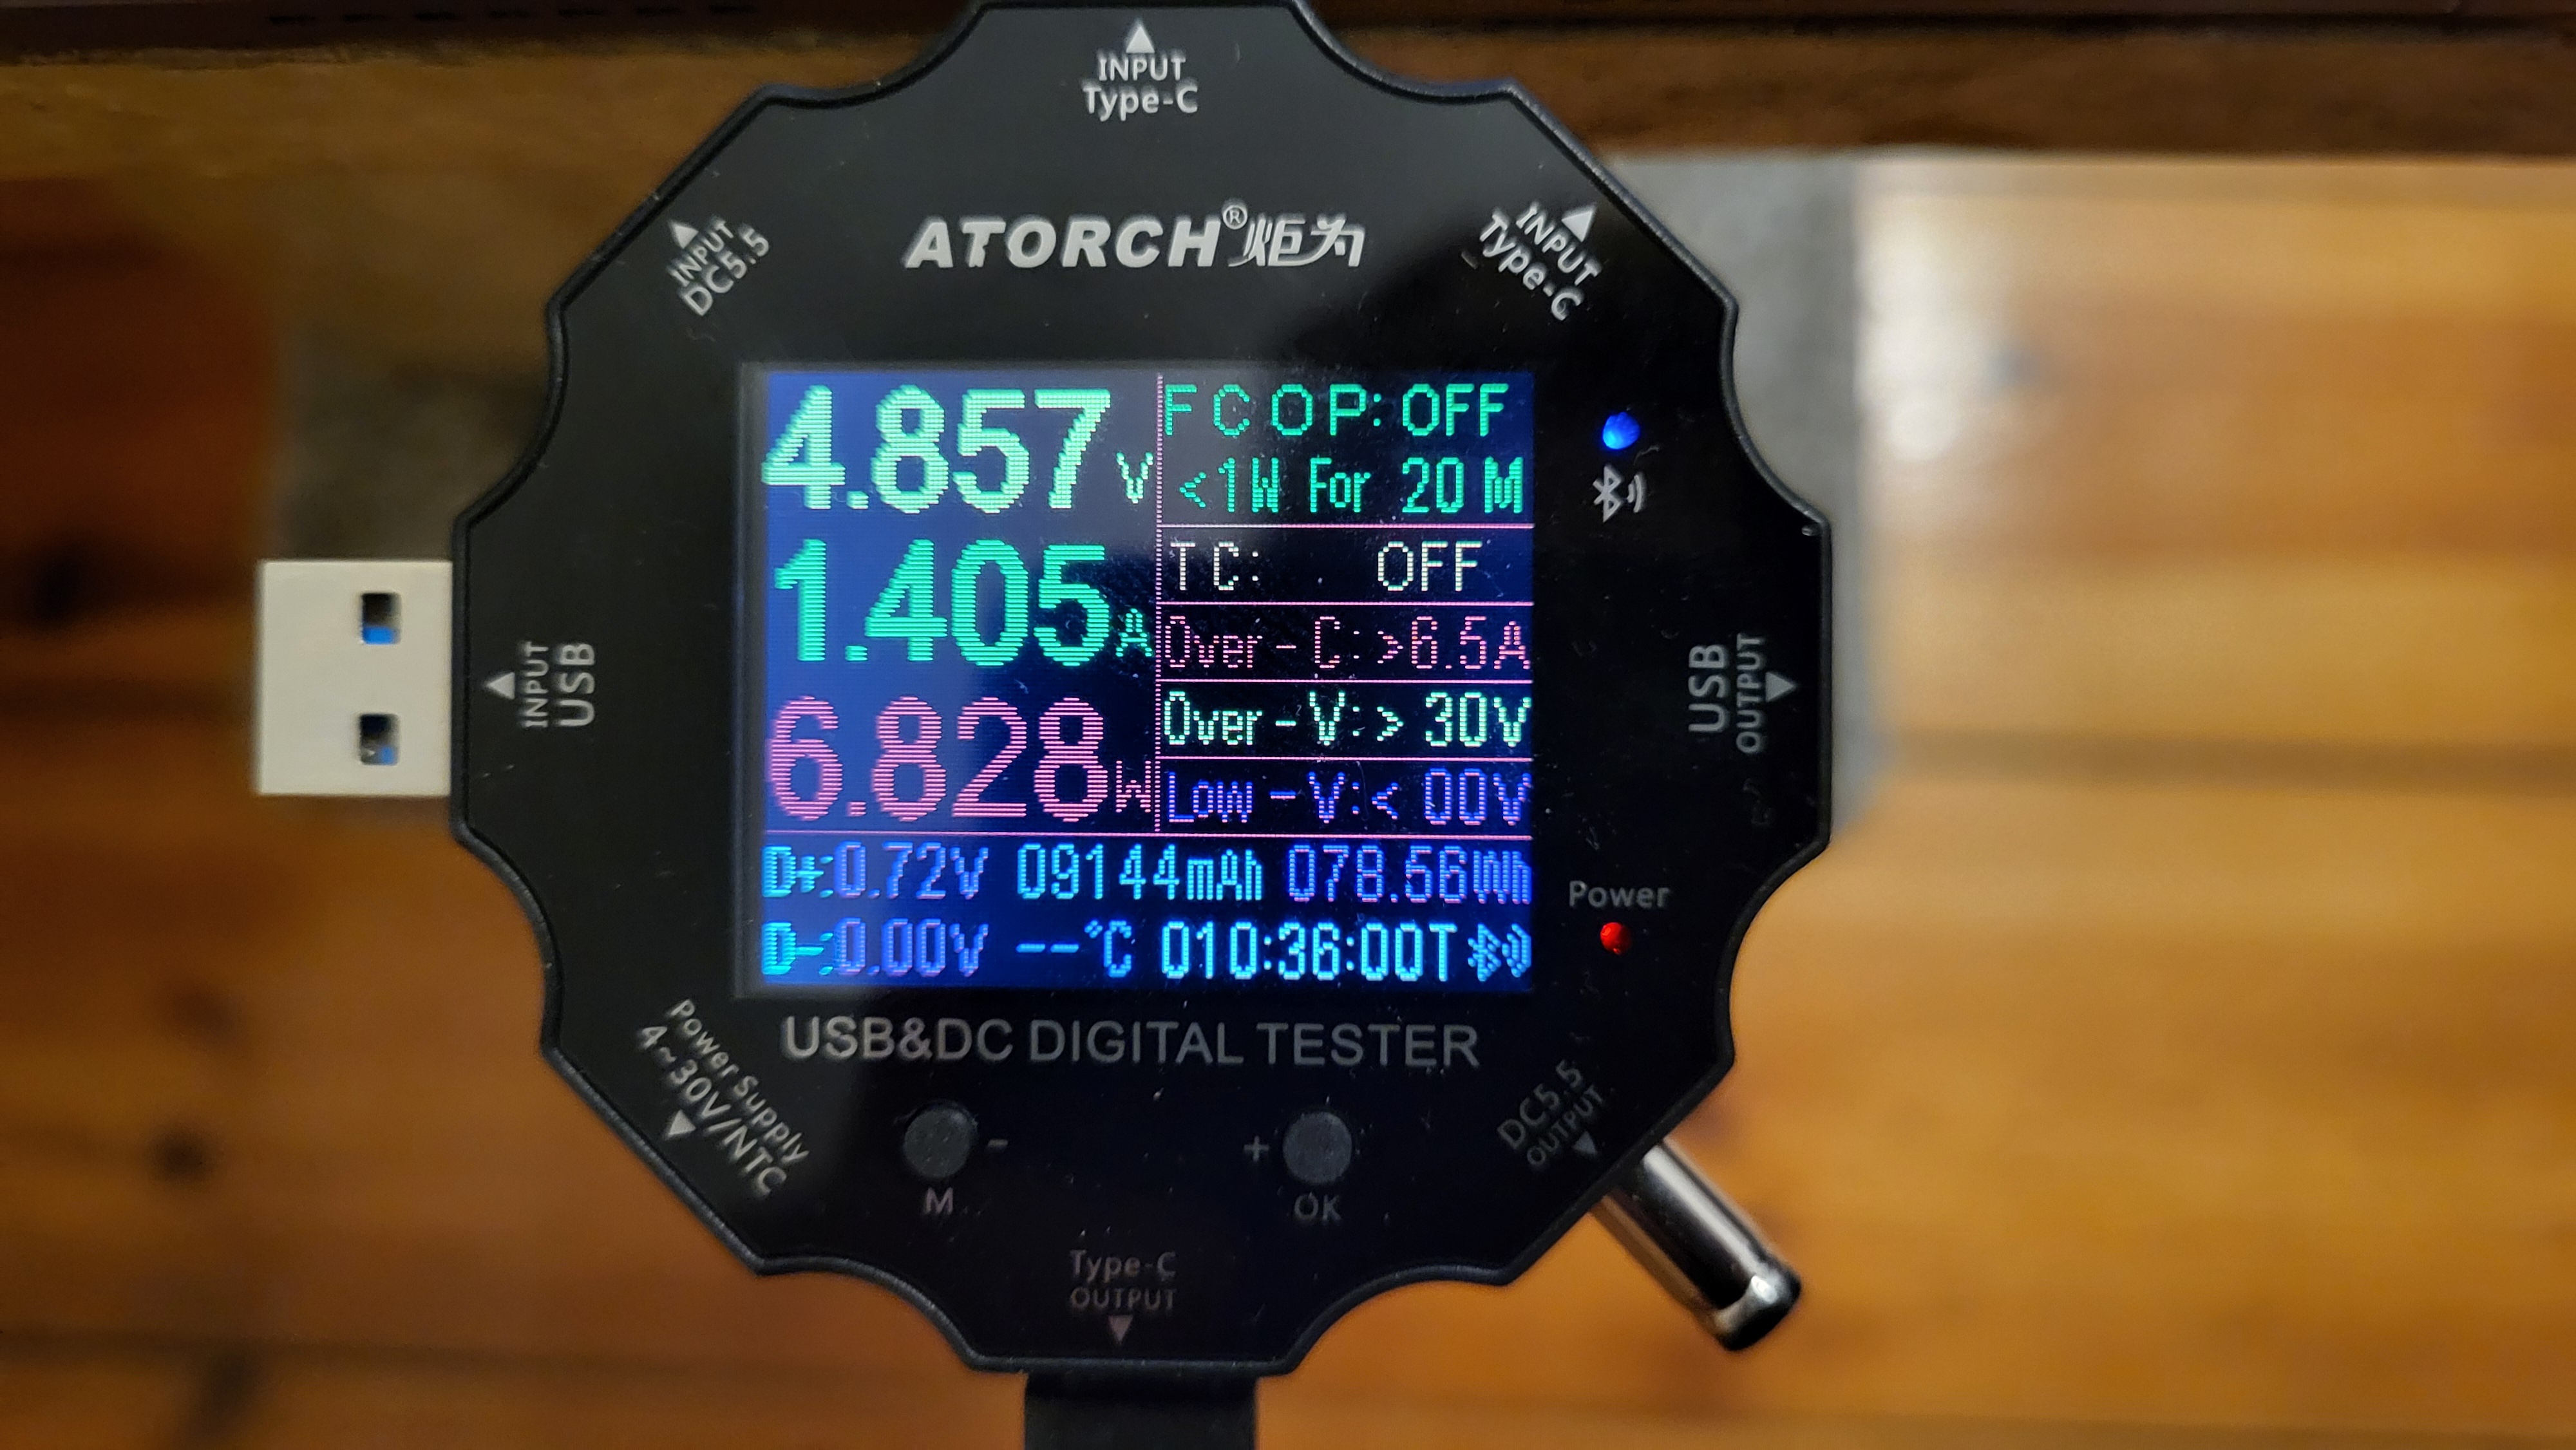 INPUT
Type-C
ATORCH®炬为
INPUT
DC5.5
INPUT
Type-C
4.857V
1.405A
6.828W
F C O P: OFF
<1W For 20 M
TC: OFF
Over-C:>6.5A
Over-V:> 30V
Low-V:< 00V
D+:0.72V 09144mAh 078.56Wh
D-:0.00V --℃ 010:36:00T
INPUT
USB
USB
OUTPUT
Power
USB&DC DIGITAL TESTER
Power Supply
4~30V/NTC
DC5.5
OUTPUT
- +
M OK
Type-C
OUTPUT